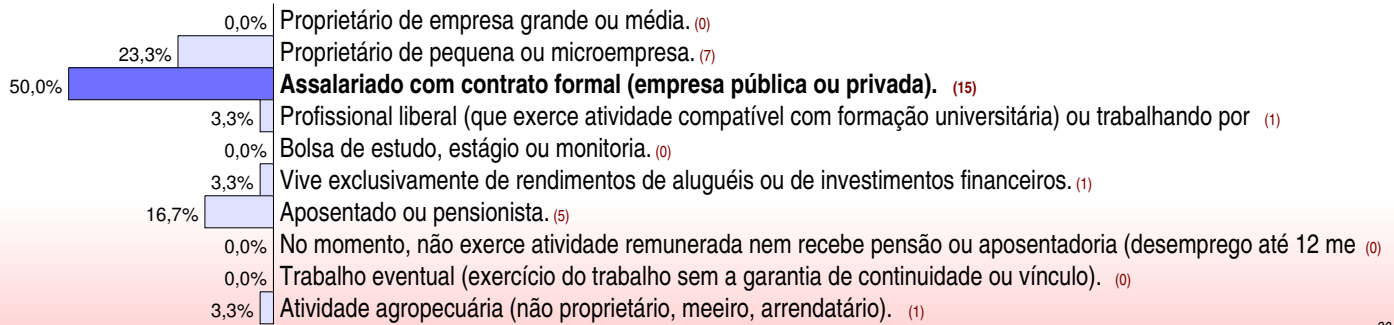 0,0% Proprietário de empresa grande ou média. (0)
23,3% Proprietário de pequena ou microempresa. (7)
50,0% Assalariado com contrato formal (empresa pública ou privada). (15)
3,3% Profissional liberal (que exerce atividade compatível com formação universitária) ou trabalhando por (1)
0,0% Bolsa de estudo, estágio ou monitoria. (0)
3,3% Vive exclusivamente de rendimentos de aluguéis ou de investimentos financeiros. (1)
16,7% Aposentado ou pensionista. (5)
0,0% No momento, não exerce atividade remunerada nem recebe pensão ou aposentadoria (desemprego até 12 me (0)
0,0% Trabalho eventual (exercício do trabalho sem a garantia de continuidade ou vínculo). (0)
3,3% Atividade agropecuária (não proprietário, meeiro, arrendatário). (1)